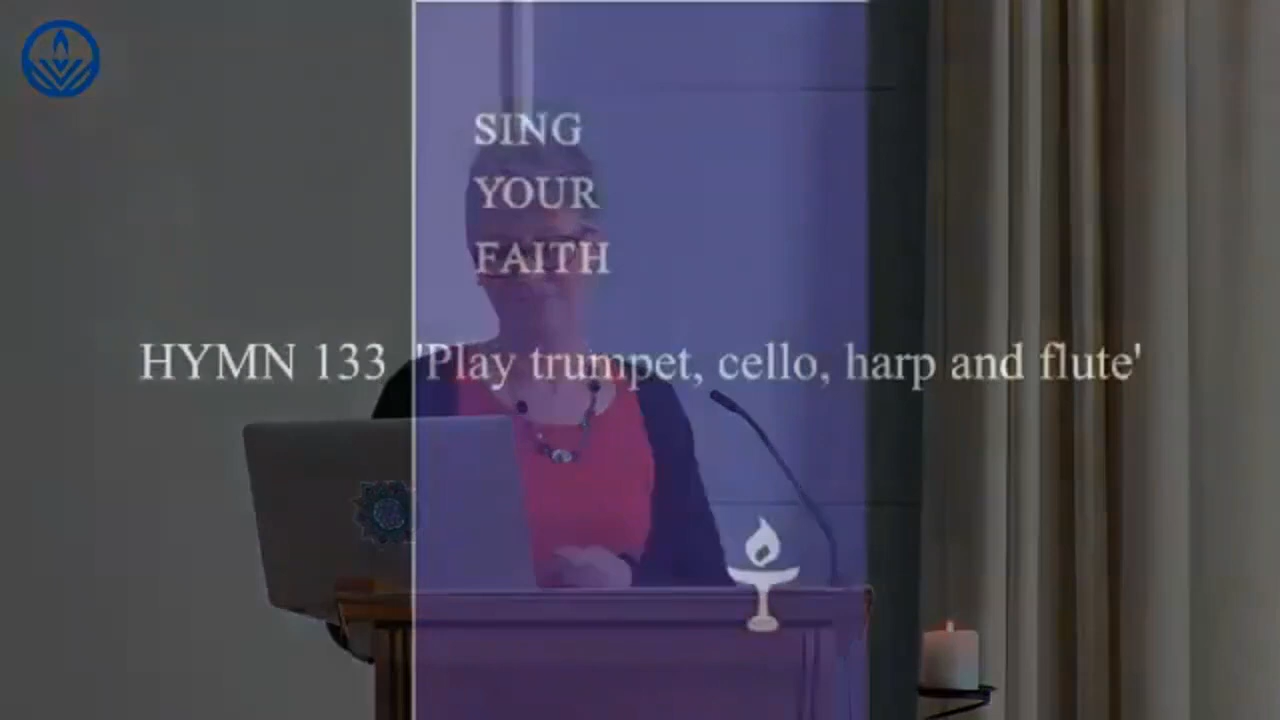 SING
YOUR
FAITH
HYMN 133 'Play trumpet, cello, harp and flute'